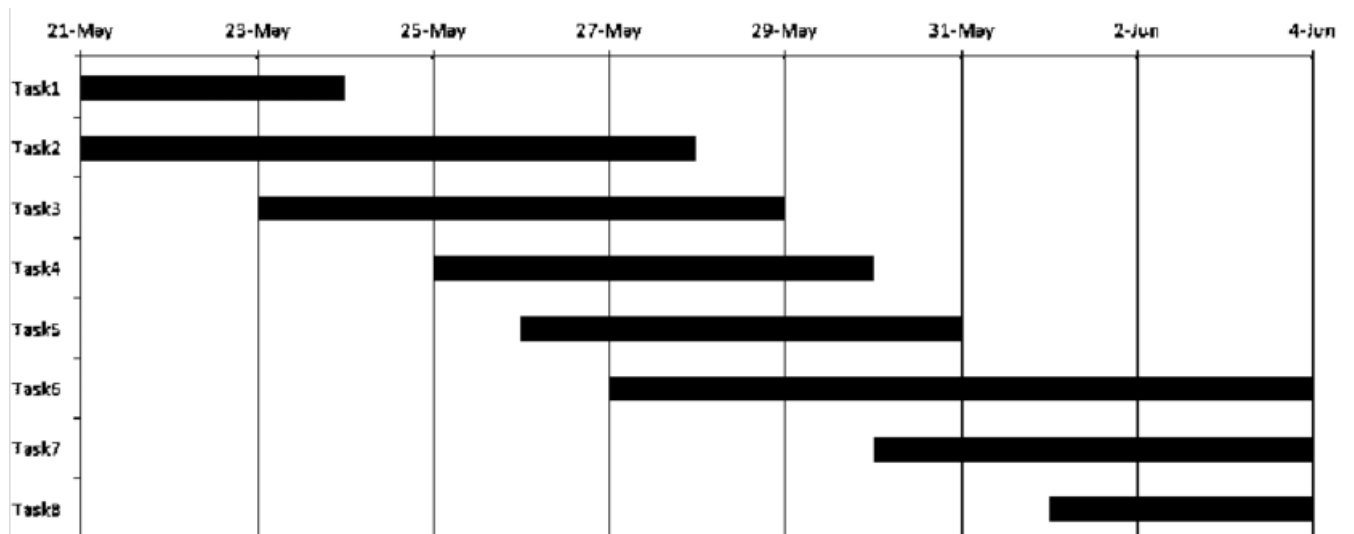 21-May 23-May 25-May 27-May 29-May 31-May 2-Jun 4-Jun
Task1
Task2
Task3
Task4
Task5
Task6
Task7
Task8